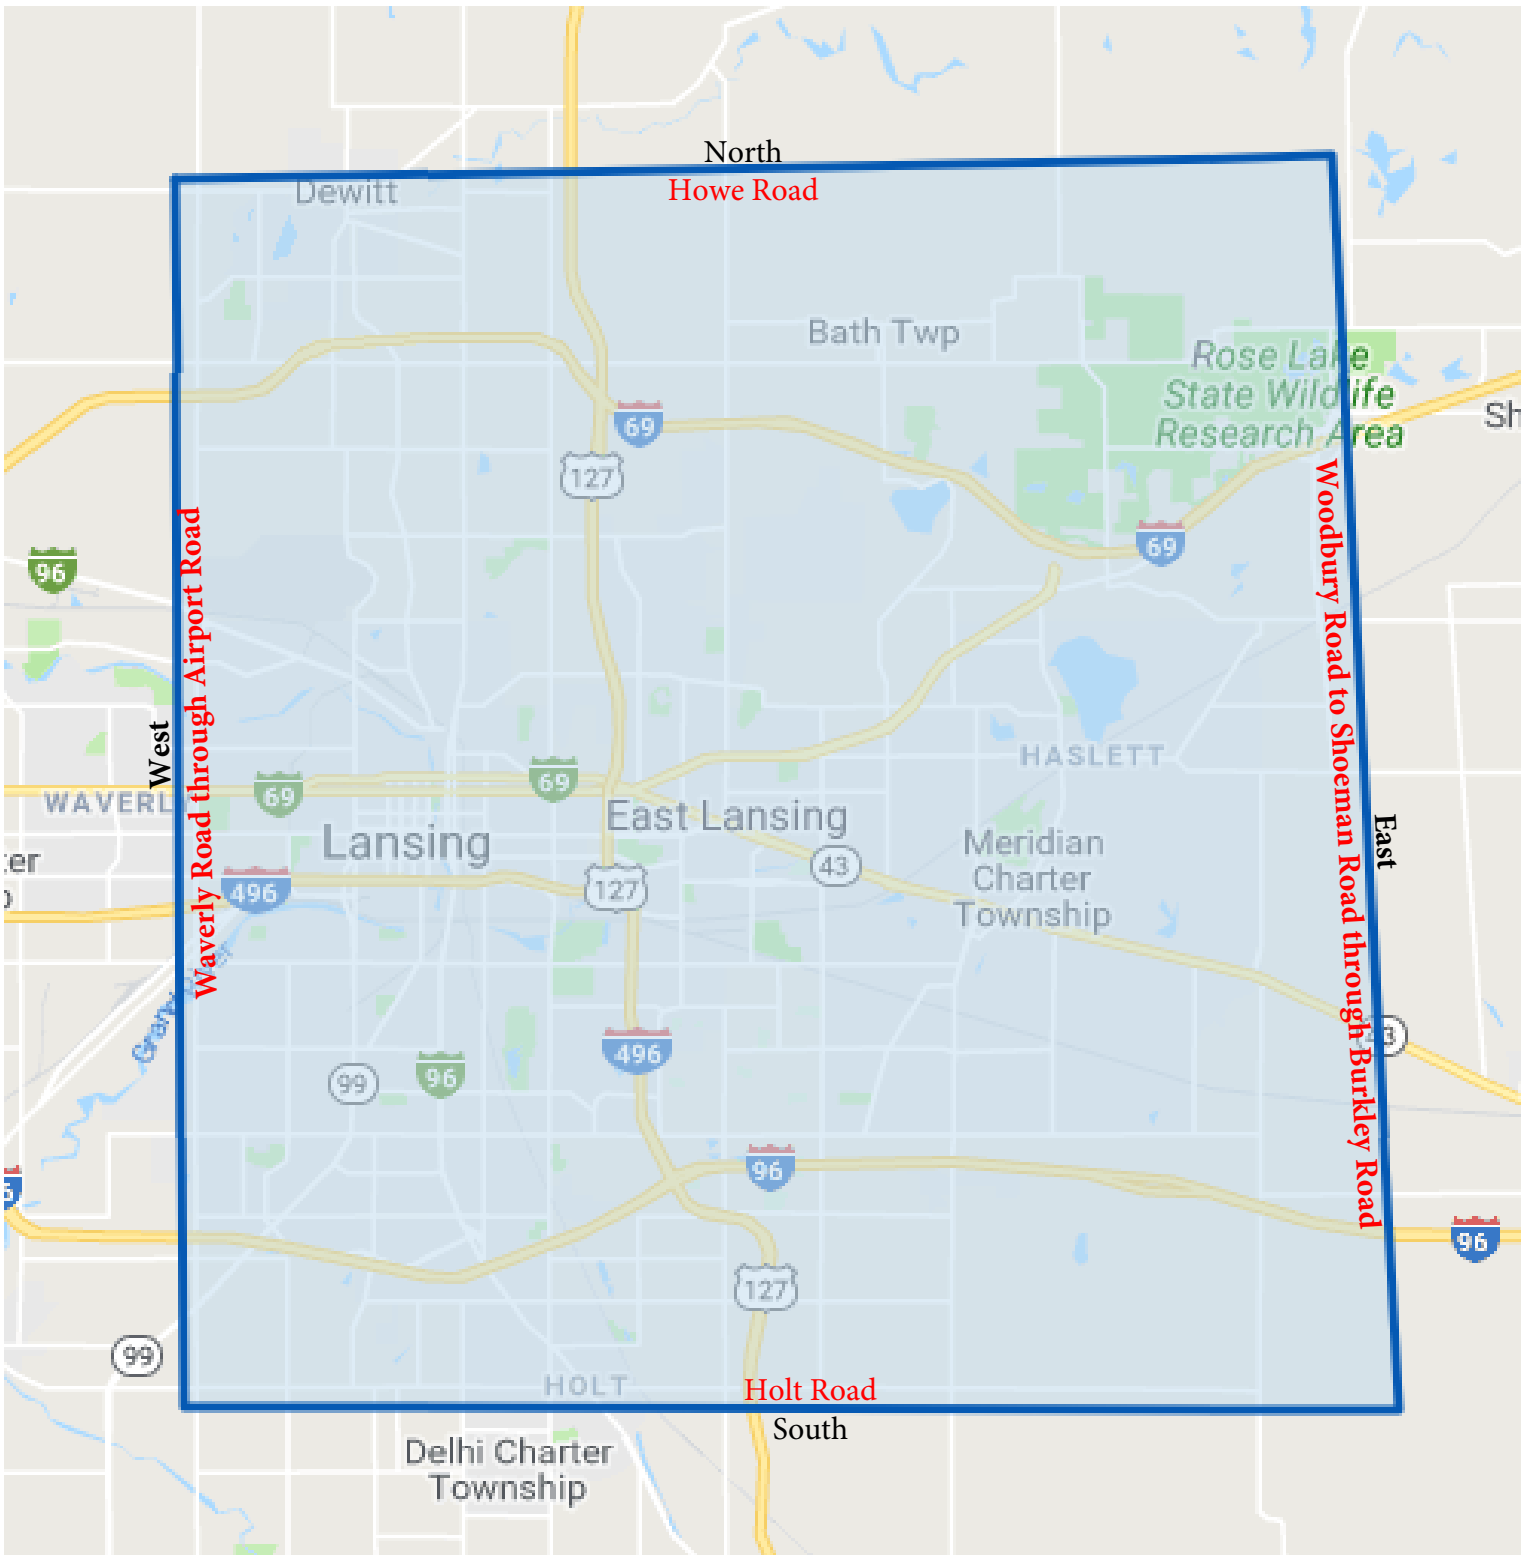 North
Howe Road
Dewitt
Bath Twp
Rose Lake
State Wildlife
Research Area
Sh
69
127
69
96
Waverly Road through Airport Road
West
Woodbury Road to Shoeman Road through Burkley Road
East
WAVERL
69
69
HASLETT
East Lansing
Lansing
Meridian
Charter
Township
43
496
127
99
96
496
96
96
127
99
HOLT
Holt Road
South
Delhi Charter
Township